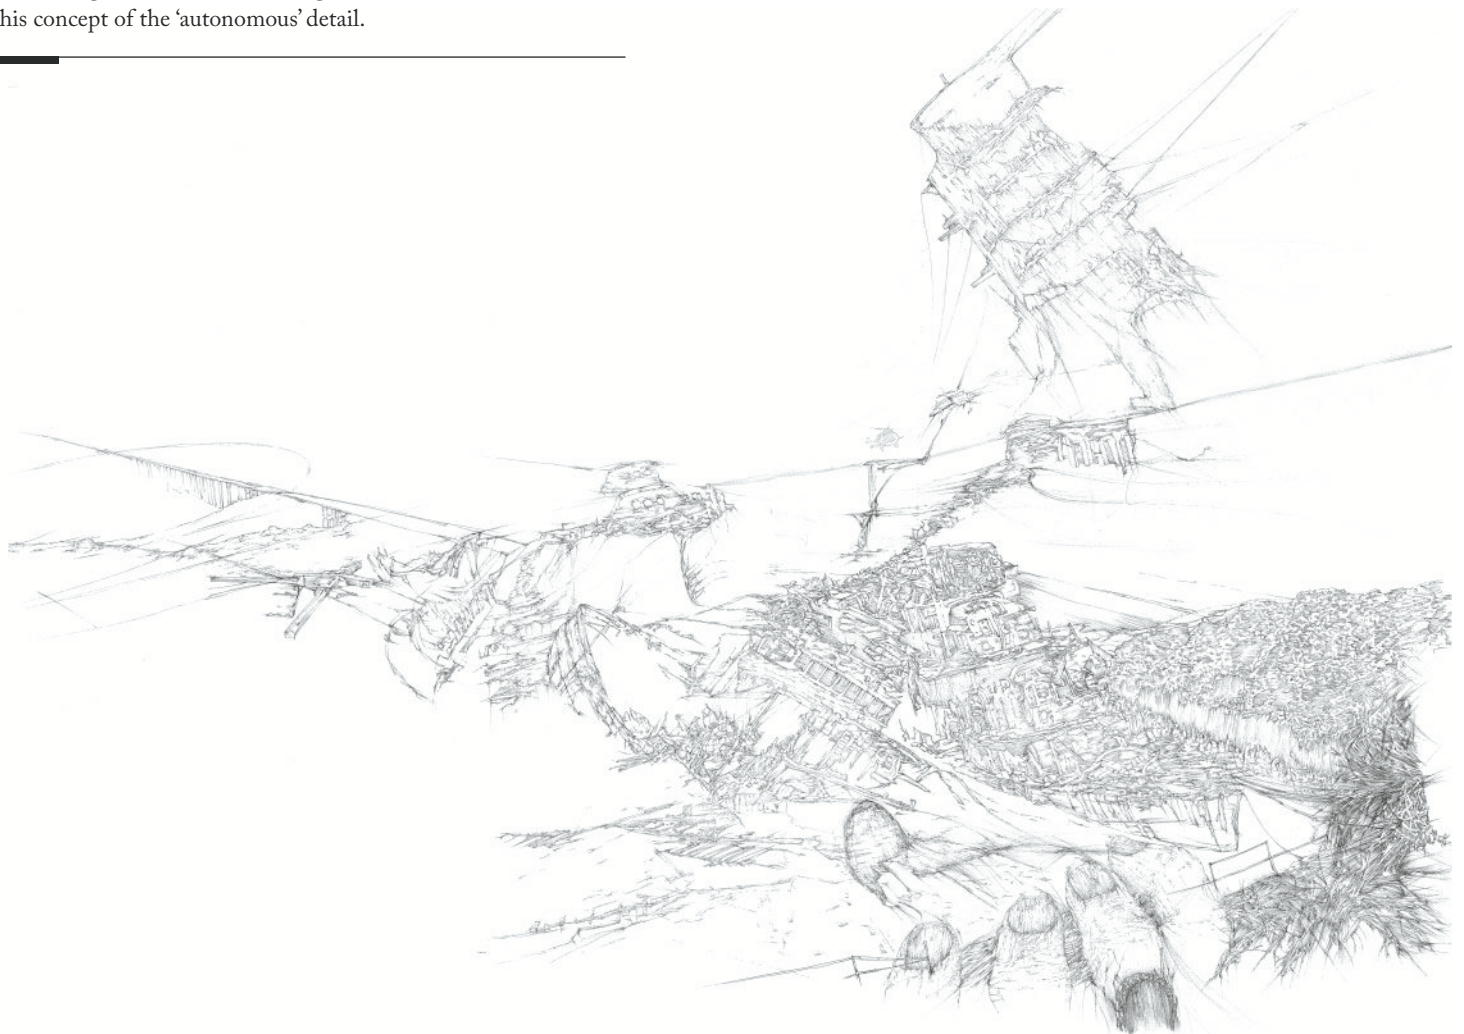 his concept of the ‘autonomous’ detail.